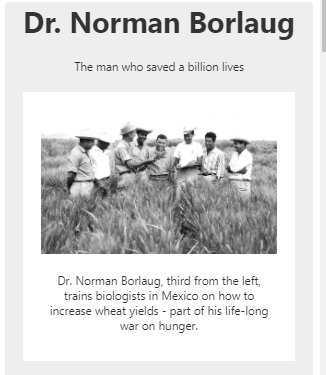 Dr. Norman Borlaug
The man who saved a billion lives
Dr. Norman Borlaug, third from the left,
trains biologists in Mexico on how to
increase wheat yields - part of his life-long
war on hunger.